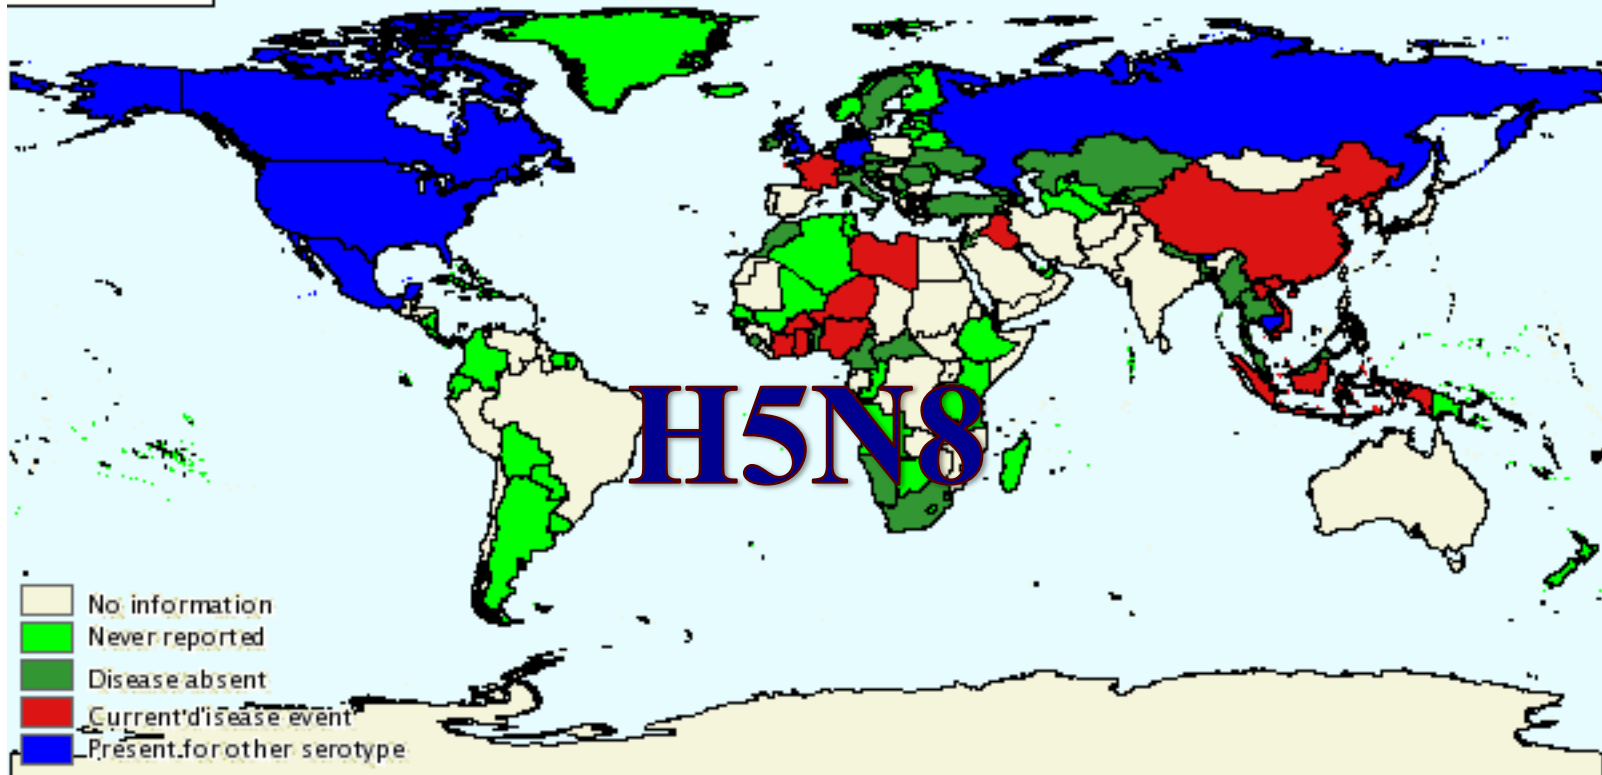 H5N8
No information
Never reported
Disease absent
Current disease event
Present for other serotype